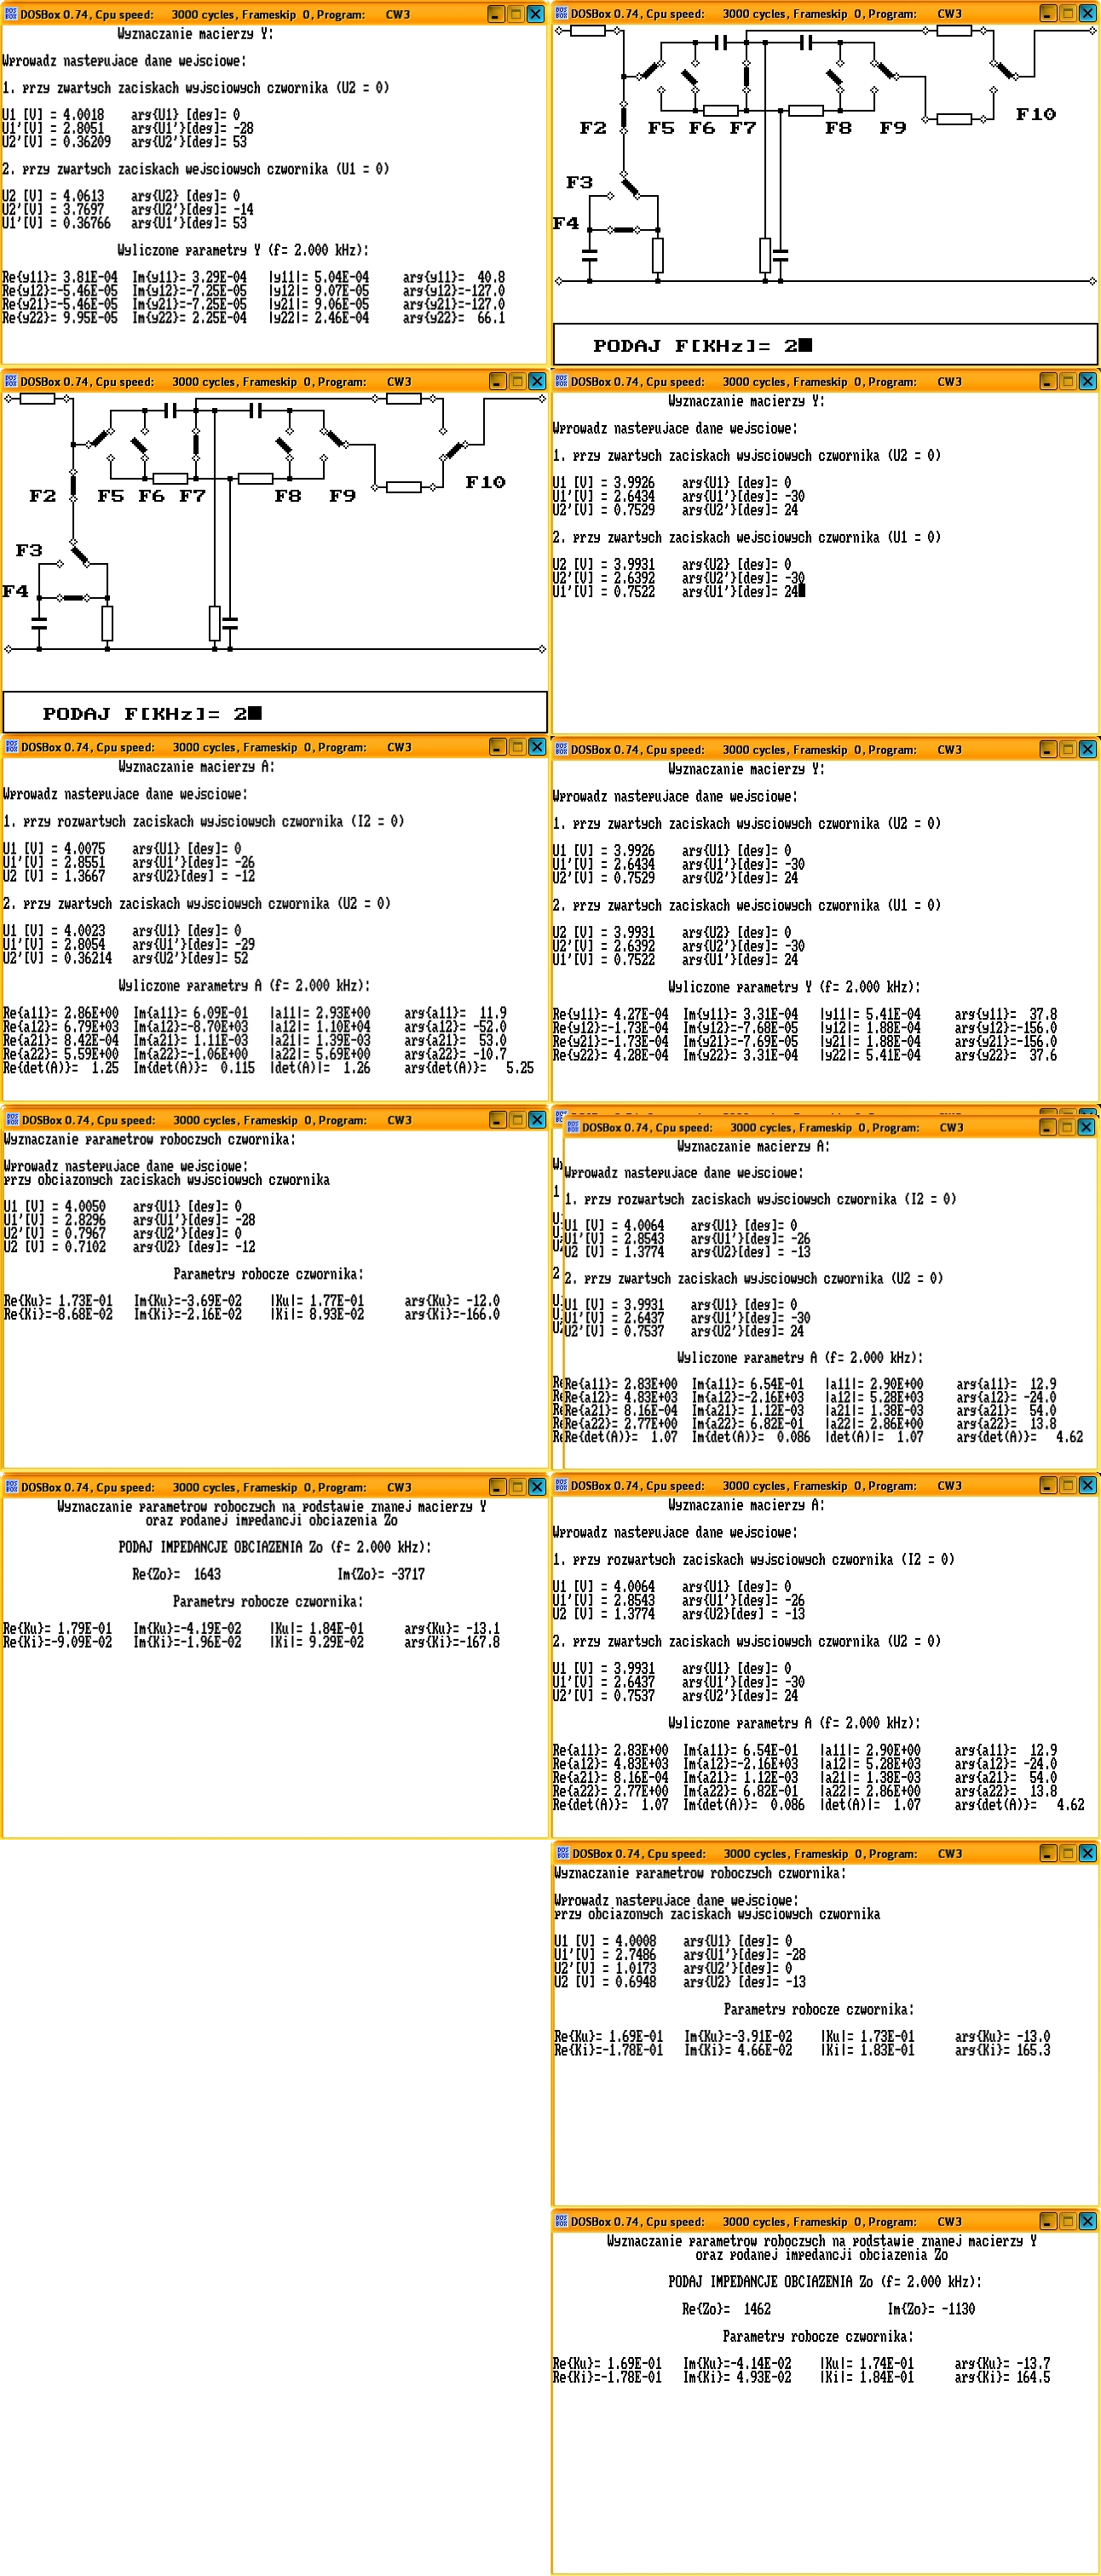 DOSBox 0.74, Cpu speed: 3000 cycles, Frameskip 0, Program: CW3
Wyznaczanie macierzy Y:
Wprowadz nastepujace dane wejsciowe:
1. przy zwartych zaciskach wyjsciowych czwornika (U2 = 0)
U1 [V] = 4.0018 arg{U1} [deg]= 0
U1'[V] = 2.8051 arg{U1'}[deg]= -28
U2'[V] = 0.36209 arg{U2'}[deg]= 53
2. przy zwartych zaciskach wejsciowych czwornika (U1 = 0)
U2 [V] = 4.0613 arg{U2} [deg]= 0
U2'[V] = 3.7697 arg{U2'}[deg]= -14
U1'[V] = 0.36766 arg{U1'}[deg]= 53
Wyliczone parametry Y (f= 2.000 kHz):
Re{y11}= 3.81E-04 Im{y11}= 3.29E-04 |y11|= 5.04E-04 arg{y11}= 40.8
Re{y12}=-5.46E-05 Im{y12}=-7.25E-05 |y12|= 9.07E-05 arg{y12}=-127.0
Re{y21}=-5.46E-05 Im{y21}=-7.25E-05 |y21|= 9.06E-05 arg{y21}=-127.0
Re{y22}= 9.95E-05 Im{y22}= 2.25E-04 |y22|= 2.46E-04 arg{y22}= 66.1
DOSBox 0.74, Cpu speed: 3000 cycles, Frameskip 0, Program: CW3
F2 F5 F6 F7 F8 F9 F10
F3
F4
PODAJ F[KHz]= 2
DOSBox 0.74, Cpu speed: 3000 cycles, Frameskip 0, Program: CW3
F2 F5 F6 F7 F8 F9 F10
F3
F4
PODAJ F[KHz]= 2
DOSBox 0.74, Cpu speed: 3000 cycles, Frameskip 0, Program: CW3
Wyznaczanie macierzy Y:
Wprowadz nastepujace dane wejsciowe:
1. przy zwartych zaciskach wyjsciowych czwornika (U2 = 0)
U1 [V] = 3.9926 arg{U1} [deg]= 0
U1'[V] = 2.6434 arg{U1'}[deg]= -30
U2'[V] = 0.7529 arg{U2'}[deg]= 24
2. przy zwartych zaciskach wejsciowych czwornika (U1 = 0)
U2 [V] = 3.9931 arg{U2} [deg]= 0
U2'[V] = 2.6392 arg{U2'}[deg]= -30
U1'[V] = 0.7522 arg{U1'}[deg]= 24
DOSBox 0.74, Cpu speed: 3000 cycles, Frameskip 0, Program: CW3
Wyznaczanie macierzy A:
Wprowadz nastepujace dane wejsciowe:
1. przy rozwartych zaciskach wyjsciowych czwornika (I2 = 0)
U1 [V] = 4.0075 arg{U1} [deg]= 0
U1'[V] = 2.8551 arg{U1'}[deg]= -26
U2 [V] = 1.3667 arg{U2}[deg] = -12
2. przy zwartych zaciskach wyjsciowych czwornika (U2 = 0)
U1 [V] = 4.0023 arg{U1} [deg]= 0
U1'[V] = 2.8054 arg{U1'}[deg]= -29
U2'[V] = 0.36214 arg{U2'}[deg]= 52
Wyliczone parametry A (f= 2.000 kHz):
Re{a11}= 2.86E+00 Im{a11}= 6.09E-01 |a11|= 2.93E+00 arg{a11}= 11.9
Re{a12}= 6.79E+03 Im{a12}=-8.70E+03 |a12|= 1.10E+04 arg{a12}= -52.0
Re{a21}= 8.42E-04 Im{a21}= 1.11E-03 |a21|= 1.39E-03 arg{a21}= 53.0
Re{a22}= 5.59E+00 Im{a22}=-1.06E+00 |a22|= 5.69E+00 arg{a22}= -10.7
Re{det(A)}= 1.25 Im{det(A)}= 0.115 |det(A)|= 1.26 arg{det(A)}= 5.25
DOSBox 0.74, Cpu speed: 3000 cycles, Frameskip 0, Program: CW3
Wyznaczanie macierzy Y:
Wprowadz nastepujace dane wejsciowe:
1. przy zwartych zaciskach wyjsciowych czwornika (U2 = 0)
U1 [V] = 3.9926 arg{U1} [deg]= 0
U1'[V] = 2.6434 arg{U1'}[deg]= -30
U2'[V] = 0.7529 arg{U2'}[deg]= 24
2. przy zwartych zaciskach wejsciowych czwornika (U1 = 0)
U2 [V] = 3.9931 arg{U2} [deg]= 0
U2'[V] = 2.6392 arg{U2'}[deg]= -30
U1'[V] = 0.7522 arg{U1'}[deg]= 24
Wyliczone parametry Y (f= 2.000 kHz):
Re{y11}= 4.27E-04 Im{y11}= 3.31E-04 |y11|= 5.41E-04 arg{y11}= 37.8
Re{y12}=-1.73E-04 Im{y12}=-7.68E-05 |y12|= 1.88E-04 arg{y12}=-156.0
Re{y21}=-1.73E-04 Im{y21}=-7.69E-05 |y21|= 1.88E-04 arg{y21}=-156.0
Re{y22}= 4.28E-04 Im{y22}= 3.31E-04 |y22|= 5.41E-04 arg{y22}= 37.6
DOSBox 0.74, Cpu speed: 3000 cycles, Frameskip 0, Program: CW3
Wyznaczanie parametrow roboczych czwornika:
Wprowadz nastepujace dane wejsciowe:
przy obciazonych zaciskach wyjsciowych czwornika
U1 [V] = 4.0050 arg{U1} [deg]= 0
U1'[V] = 2.8296 arg{U1'}[deg]= -28
U2'[V] = 0.7967 arg{U2'}[deg]= 0
U2 [V] = 0.7102 arg{U2} [deg]= -12
Parametry robocze czwornika:
Re{Ku}= 1.73E-01 Im{Ku}=-3.69E-02 |Ku|= 1.77E-01 arg{Ku}= -12.0
Re{Ki}=-8.68E-02 Im{Ki}=-2.16E-02 |Ki|= 8.93E-02 arg{Ki}=-166.0
DOSBox 0.74, Cpu speed: 3000 cycles, Frameskip 0, Program: CW3
Wyznaczanie macierzy A:
Wprowadz nastepujace dane wejsciowe:
1. przy rozwartych zaciskach wyjsciowych czwornika (I2 = 0)
U1 [V] = 4.0064 arg{U1} [deg]= 0
U1'[V] = 2.8543 arg{U1'}[deg]= -26
U2 [V] = 1.3774 arg{U2}[deg] = -13
2. przy zwartych zaciskach wyjsciowych czwornika (U2 = 0)
U1 [V] = 3.9931 arg{U1} [deg]= 0
U1'[V] = 2.6437 arg{U1'}[deg]= -30
U2'[V] = 0.7537 arg{U2'}[deg]= 24
Wyliczone parametry A (f= 2.000 kHz):
Re{a11}= 2.83E+00 Im{a11}= 6.54E-01 |a11|= 2.90E+00 arg{a11}= 12.9
Re{a12}= 4.83E+03 Im{a12}=-2.16E+03 |a12|= 5.28E+03 arg{a12}= -24.0
Re{a21}= 8.16E-04 Im{a21}= 1.12E-03 |a21|= 1.38E-03 arg{a21}= 54.0
Re{a22}= 2.77E+00 Im{a22}= 6.82E-01 |a22|= 2.86E+00 arg{a22}= 13.8
Re{det(A)}= 1.07 Im{det(A)}= 0.086 |det(A)|= 1.07 arg{det(A)}= 4.62
DOSBox 0.74, Cpu speed: 3000 cycles, Frameskip 0, Program: CW3
Wyznaczanie parametrow roboczych na podstawie znanej macierzy Y
oraz podanej impedancji obciazenia Zo
PODAJ IMPEDANCJE OBCIAZENIA Zo (f= 2.000 kHz):
Re{Zo}= 1643 Im{Zo}= -3717
Parametry robocze czwornika:
Re{Ku}= 1.79E-01 Im{Ku}=-4.19E-02 |Ku|= 1.84E-01 arg{Ku}= -13.1
Re{Ki}=-9.09E-02 Im{Ki}=-1.96E-02 |Ki|= 9.29E-02 arg{Ki}=-167.8
DOSBox 0.74, Cpu speed: 3000 cycles, Frameskip 0, Program: CW3
Wyznaczanie macierzy A:
Wprowadz nastepujace dane wejsciowe:
1. przy rozwartych zaciskach wyjsciowych czwornika (I2 = 0)
U1 [V] = 4.0064 arg{U1} [deg]= 0
U1'[V] = 2.8543 arg{U1'}[deg]= -26
U2 [V] = 1.3774 arg{U2}[deg] = -13
2. przy zwartych zaciskach wyjsciowych czwornika (U2 = 0)
U1 [V] = 3.9931 arg{U1} [deg]= 0
U1'[V] = 2.6437 arg{U1'}[deg]= -30
U2'[V] = 0.7537 arg{U2'}[deg]= 24
Wyliczone parametry A (f= 2.000 kHz):
Re{a11}= 2.83E+00 Im{a11}= 6.54E-01 |a11|= 2.90E+00 arg{a11}= 12.9
Re{a12}= 4.83E+03 Im{a12}=-2.16E+03 |a12|= 5.28E+03 arg{a12}= -24.0
Re{a21}= 8.16E-04 Im{a21}= 1.12E-03 |a21|= 1.38E-03 arg{a21}= 54.0
Re{a22}= 2.77E+00 Im{a22}= 6.82E-01 |a22|= 2.86E+00 arg{a22}= 13.8
Re{det(A)}= 1.07 Im{det(A)}= 0.086 |det(A)|= 1.07 arg{det(A)}= 4.62
DOSBox 0.74, Cpu speed: 3000 cycles, Frameskip 0, Program: CW3
Wyznaczanie parametrow roboczych czwornika:
Wprowadz nastepujace dane wejsciowe:
przy obciazonych zaciskach wyjsciowych czwornika
U1 [V] = 4.0008 arg{U1} [deg]= 0
U1'[V] = 2.7486 arg{U1'}[deg]= -28
U2'[V] = 1.0173 arg{U2'}[deg]= 0
U2 [V] = 0.6948 arg{U2} [deg]= -13
Parametry robocze czwornika:
Re{Ku}= 1.69E-01 Im{Ku}=-3.91E-02 |Ku|= 1.73E-01 arg{Ku}= -13.0
Re{Ki}=-1.78E-01 Im{Ki}= 4.66E-02 |Ki|= 1.83E-01 arg{Ki}= 165.3
DOSBox 0.74, Cpu speed: 3000 cycles, Frameskip 0, Program: CW3
Wyznaczanie parametrow roboczych na podstawie znanej macierzy Y
oraz podanej impedancji obciazenia Zo
PODAJ IMPEDANCJE OBCIAZENIA Zo (f= 2.000 kHz):
Re{Zo}= 1462 Im{Zo}= -1130
Parametry robocze czwornika:
Re{Ku}= 1.69E-01 Im{Ku}=-4.14E-02 |Ku|= 1.74E-01 arg{Ku}= -13.7
Re{Ki}=-1.78E-01 Im{Ki}= 4.93E-02 |Ki|= 1.84E-01 arg{Ki}= 164.5